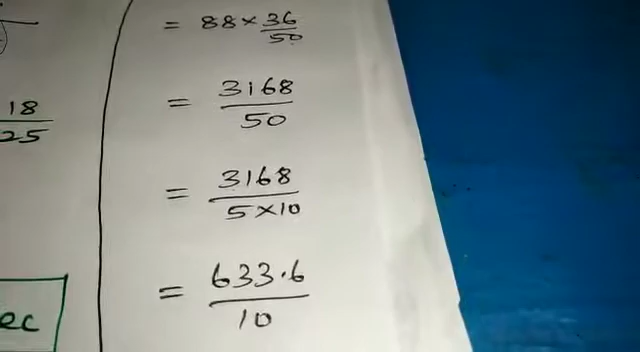 18/25
ec
= 88 × 36/50
= 3168/50
= 3168/5×10
= 633.6/10